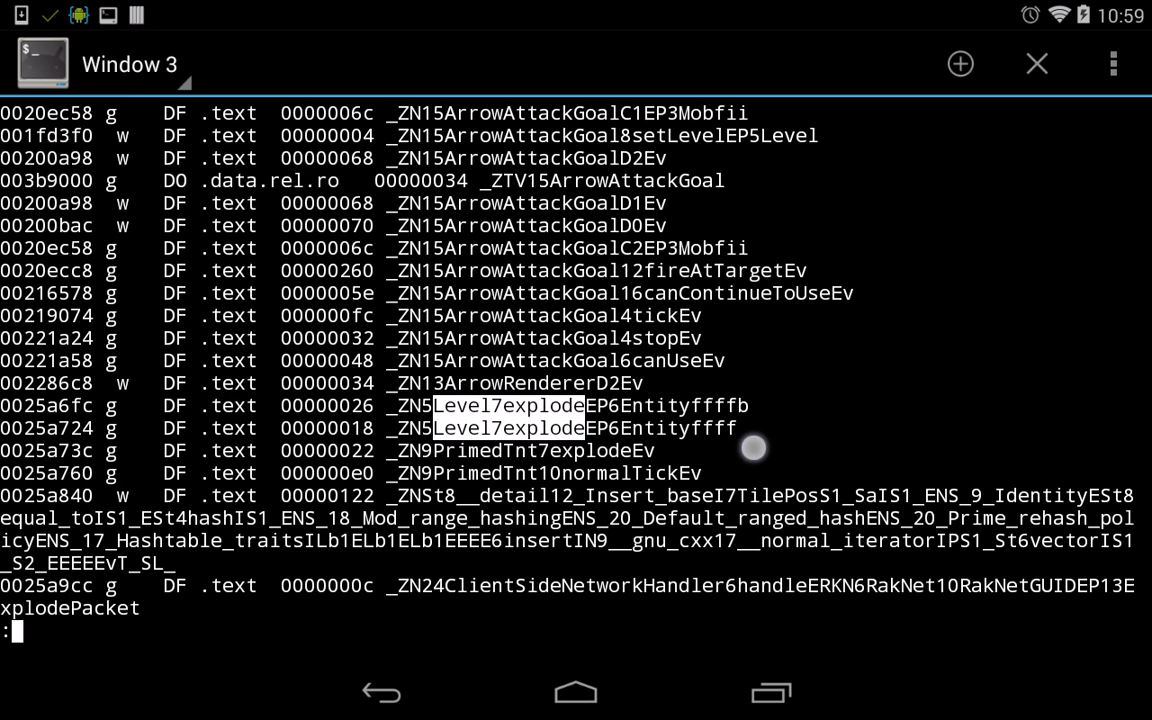 10:59
$_
Window 3
0020ec58 g     DF .text  0000006c _ZN15ArrowAttackGoalC1EP3Mobfii
001fd3f0  w    DF .text  00000004 _ZN15ArrowAttackGoal8setLevelEP5Level
00200a98  w    DF .text  00000068 _ZN15ArrowAttackGoalD2Ev
003b9000 g     DO .data.rel.ro   00000034 _ZTV15ArrowAttackGoal
00200a98  w    DF .text  00000068 _ZN15ArrowAttackGoalD1Ev
00200bac  w    DF .text  00000070 _ZN15ArrowAttackGoalD0Ev
0020ec58 g     DF .text  0000006c _ZN15ArrowAttackGoalC2EP3Mobfii
0020ecc8 g     DF .text  00000260 _ZN15ArrowAttackGoal12fireAtTargetEv
00216578 g     DF .text  0000005e _ZN15ArrowAttackGoal16canContinueToUseEv
00219074 g     DF .text  000000fc _ZN15ArrowAttackGoal4tickEv
00221a24 g     DF .text  00000032 _ZN15ArrowAttackGoal4stopEv
00221a58 g     DF .text  00000048 _ZN15ArrowAttackGoal6canUseEv
002286c8  w    DF .text  00000034 _ZN13ArrowRendererD2Ev
0025a6fc g     DF .text  00000026 _ZN5Level7explodeEP6Entityffffb
0025a724 g     DF .text  00000018 _ZN5Level7explodeEP6Entityffff
0025a73c g     DF .text  00000022 _ZN9PrimedTnt7explodeEv
0025a760 g     DF .text  000000e0 _ZN9PrimedTnt10normalTickEv
0025a840  w    DF .text  00000122 _ZNSt8__detail12_Insert_baseI7TilePosS1_SaIS1_ENS_9_IdentityESt8
equal_toIS1_ESt4hashIS1_ENS_18_Mod_range_hashingENS_20_Default_ranged_hashENS_20_Prime_rehash_pol
icyENS_17_Hashtable_traitsILb1ELb1ELb1EEEE6insertIN9__gnu_cxx17__normal_iteratorIPS1_St6vectorIS1
_S2_EEEEEvT_SL_
0025a9cc g     DF .text  0000000c _ZN24ClientSideNetworkHandler6handleERKN6RakNet10RakNetGUIDEP13E
xplodePacket
: